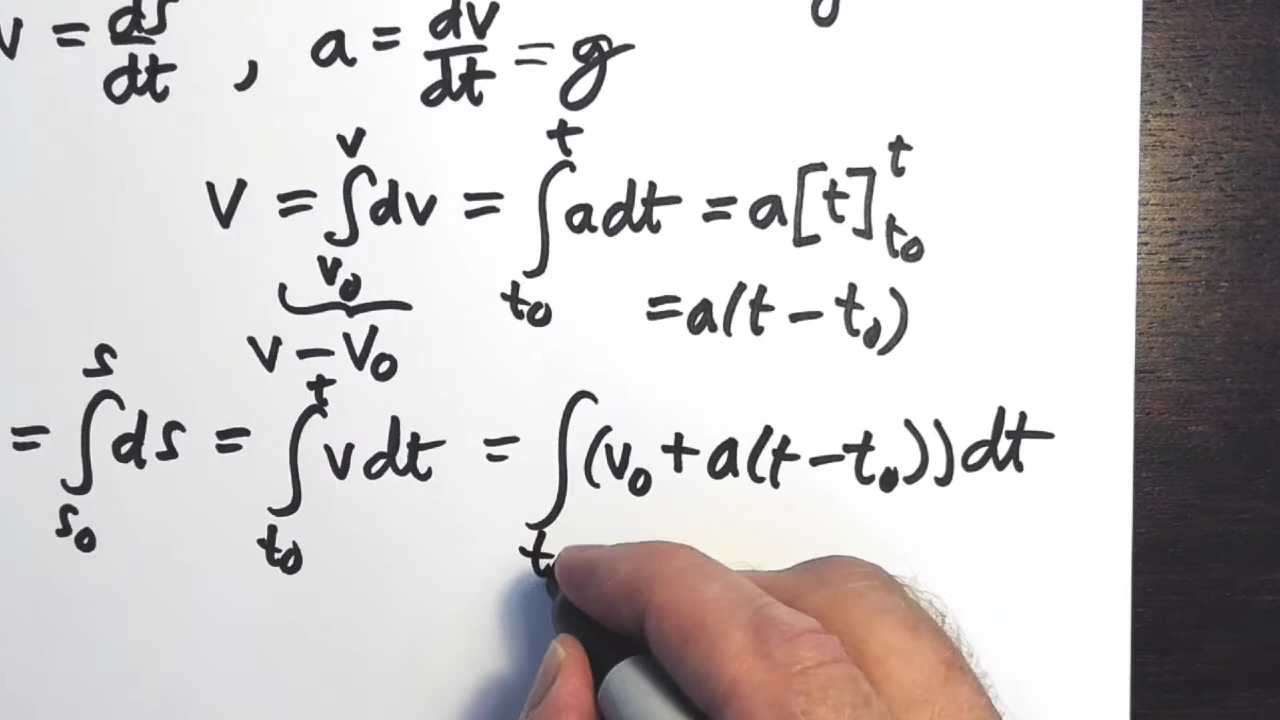 v = ds/dt , a = dv/dt = g
V = ∫_{v₀}^{v} dv = ∫_{t₀}^{t} a dt = a[t]_{t₀}^{t}
v - v₀ = a(t - t₀)
= ∫_{s₀}^{s} ds = ∫_{t₀}^{t} v dt = ∫_{t} (v₀ + a(t - t₀)) dt